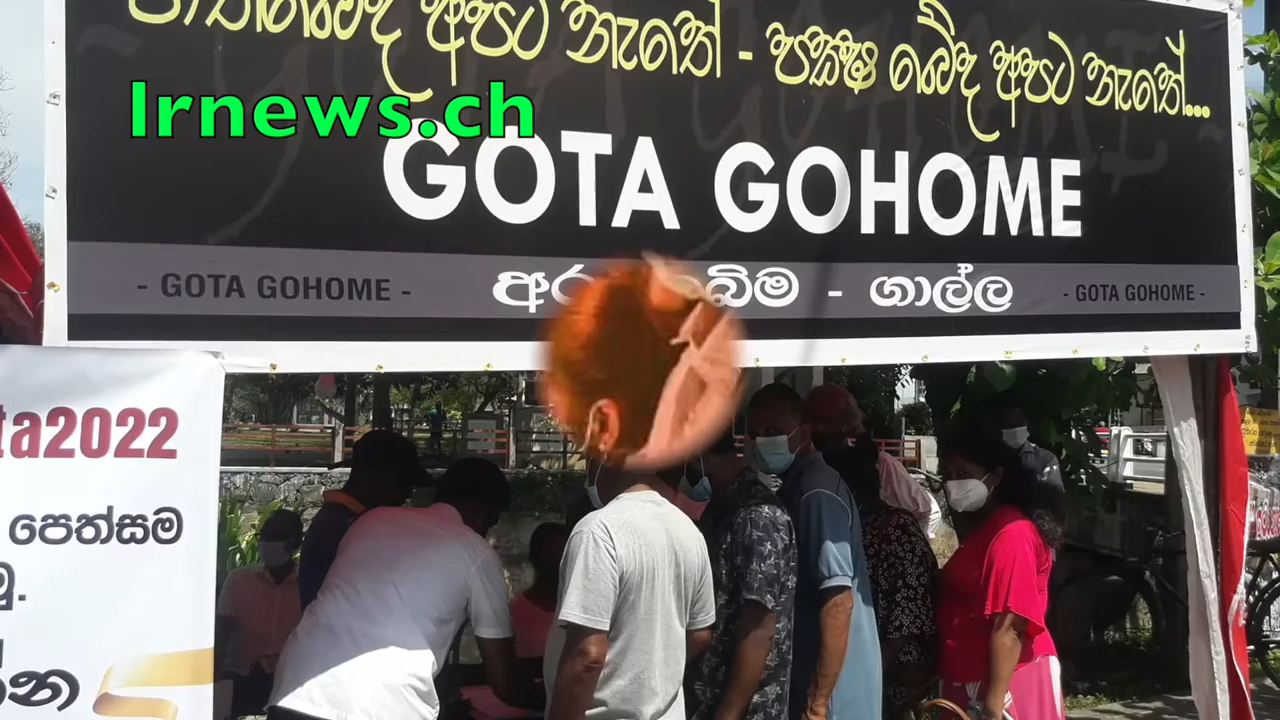 අපට නැතේ - පක්ෂ බේද අපට නැතේ...
lrnews.ch
GOTA GOHOME
- GOTA GOHOME -
- ගාල්ල
- GOTA GOHOME -
ta2022
පෙත්සම